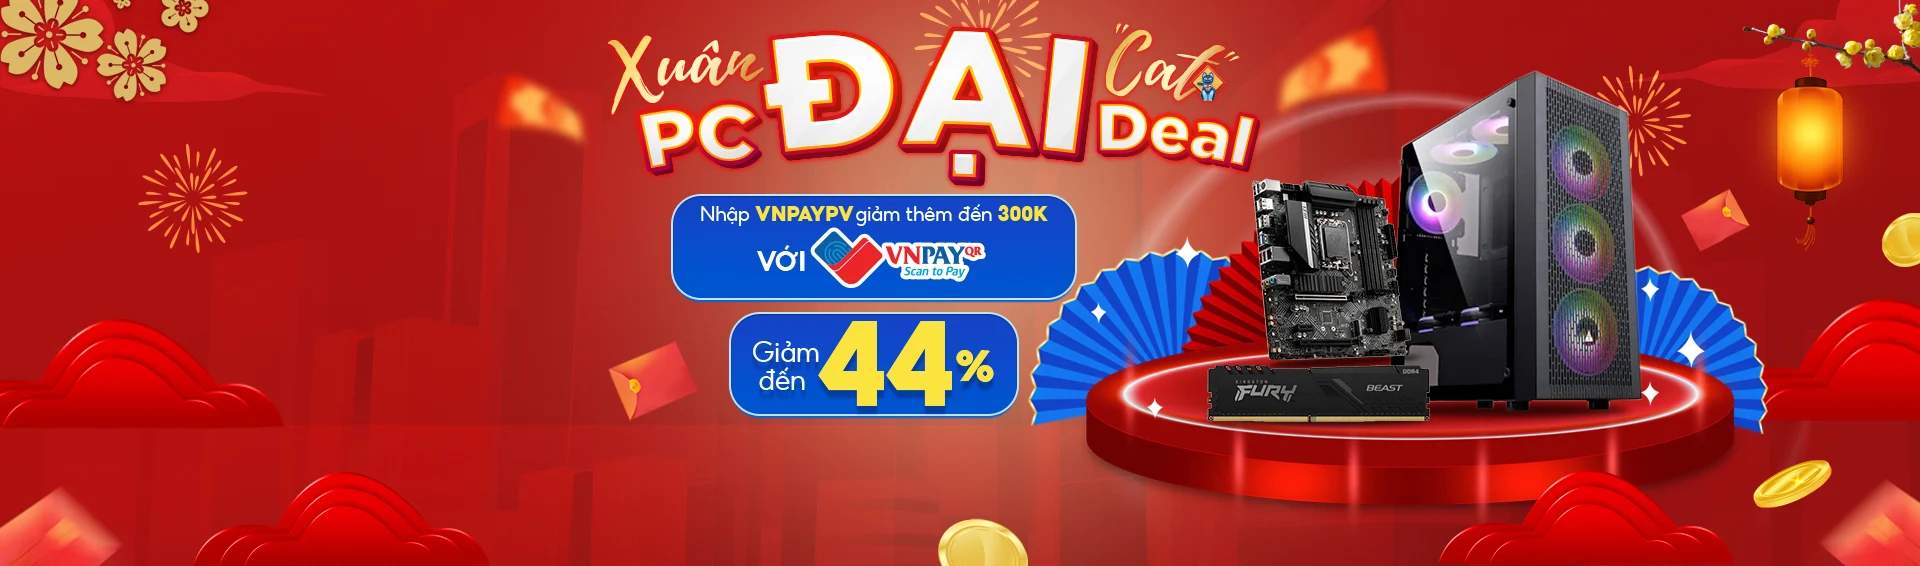 Xuân ĐẠI "Cat"
PC Deal
Nhập VNPAYPV giảm thêm đến 300K
VỚI VNPAYQR
Scan to Pay
Giảm đến 44%
KINGSTON
FURY BEAST
DDR4